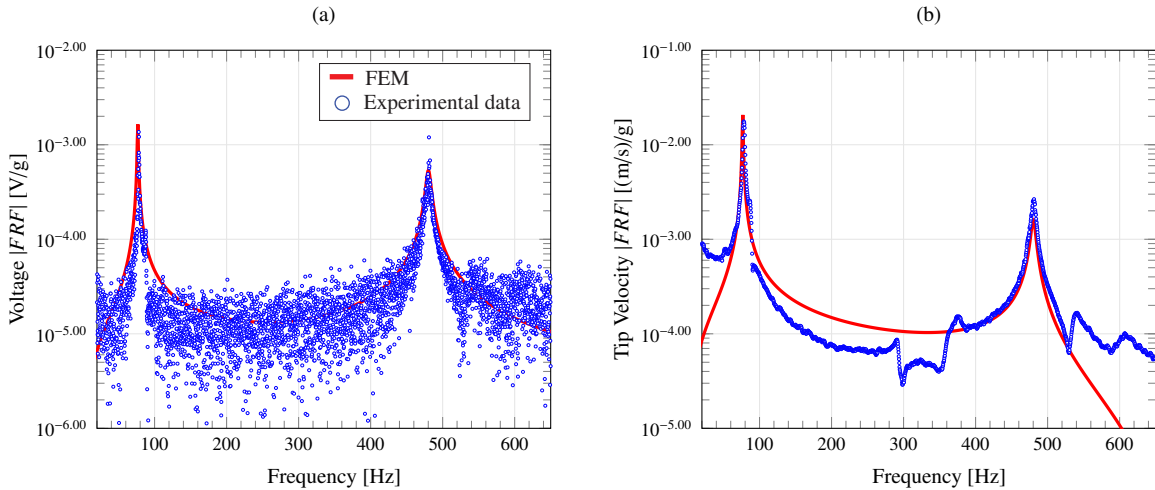 (a)
10^−2.00
10^−3.00
10^−4.00
10^−5.00
10^−6.00
Voltage |FRF| [V/g]
FEM
Experimental data
100 200 300 400 500 600
Frequency [Hz]
(b)
10^−1.00
10^−2.00
10^−3.00
10^−4.00
10^−5.00
Tip Velocity |FRF| [(m/s)/g]
100 200 300 400 500 600
Frequency [Hz]